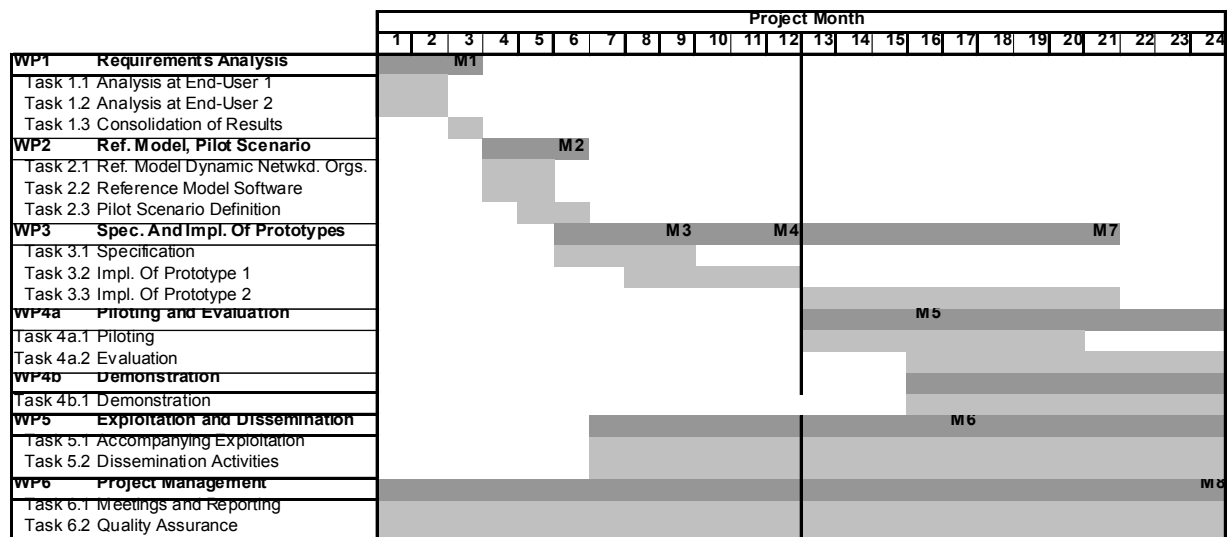 Project Month
1 2 3 4 5 6 7 8 9 10 11 12 13 14 15 16 17 18 19 20 21 22 23 24
WP1 Requirements Analysis M1
Task 1.1 Analysis at End-User 1
Task 1.2 Analysis at End-User 2
Task 1.3 Consolidation of Results
WP2 Ref. Model, Pilot Scenario M2
Task 2.1 Ref. Model Dynamic Netwkd. Orgs.
Task 2.2 Reference Model Software
Task 2.3 Pilot Scenario Definition
WP3 Spec. And Impl. Of Prototypes M3 M4 M7
Task 3.1 Specification
Task 3.2 Impl. Of Prototype 1
Task 3.3 Impl. Of Prototype 2
WP4a Piloting and Evaluation M5
Task 4a.1 Piloting
Task 4a.2 Evaluation
WP4b Demonstration
Task 4b.1 Demonstration
WP5 Exploitation and Dissemination M6
Task 5.1 Accompanying Exploitation
Task 5.2 Dissemination Activities
WP6 Project Management M8
Task 6.1 Meetings and Reporting
Task 6.2 Quality Assurance